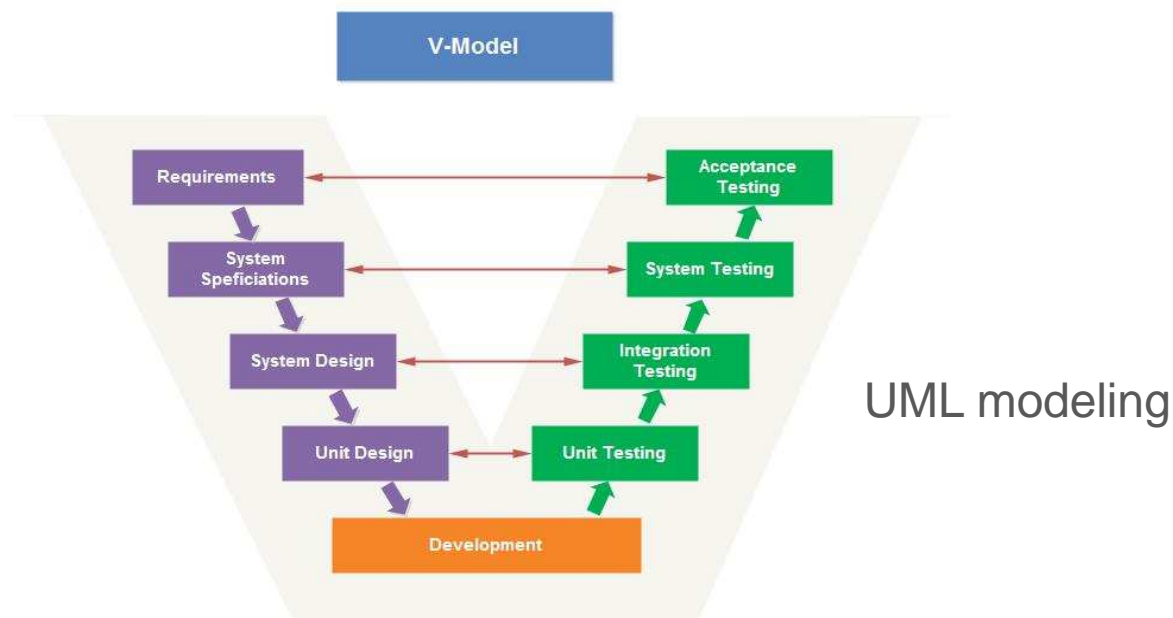 V-Model
Requirements
Acceptance
Testing
System
Speficiations
System Testing
System Design
Integration
Testing
UML modeling
Unit Design
Unit Testing
Development